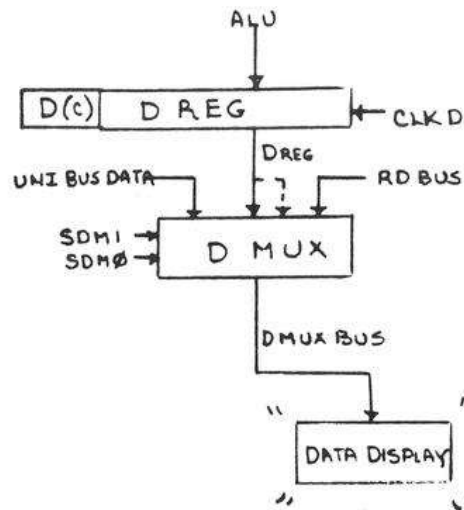 ALU
D(C) D REG
CLK D
DREG
UNI BUS DATA
RD BUS
SDM1
SDMØ
D MUX
DMUX BUS
DATA DISPLAY